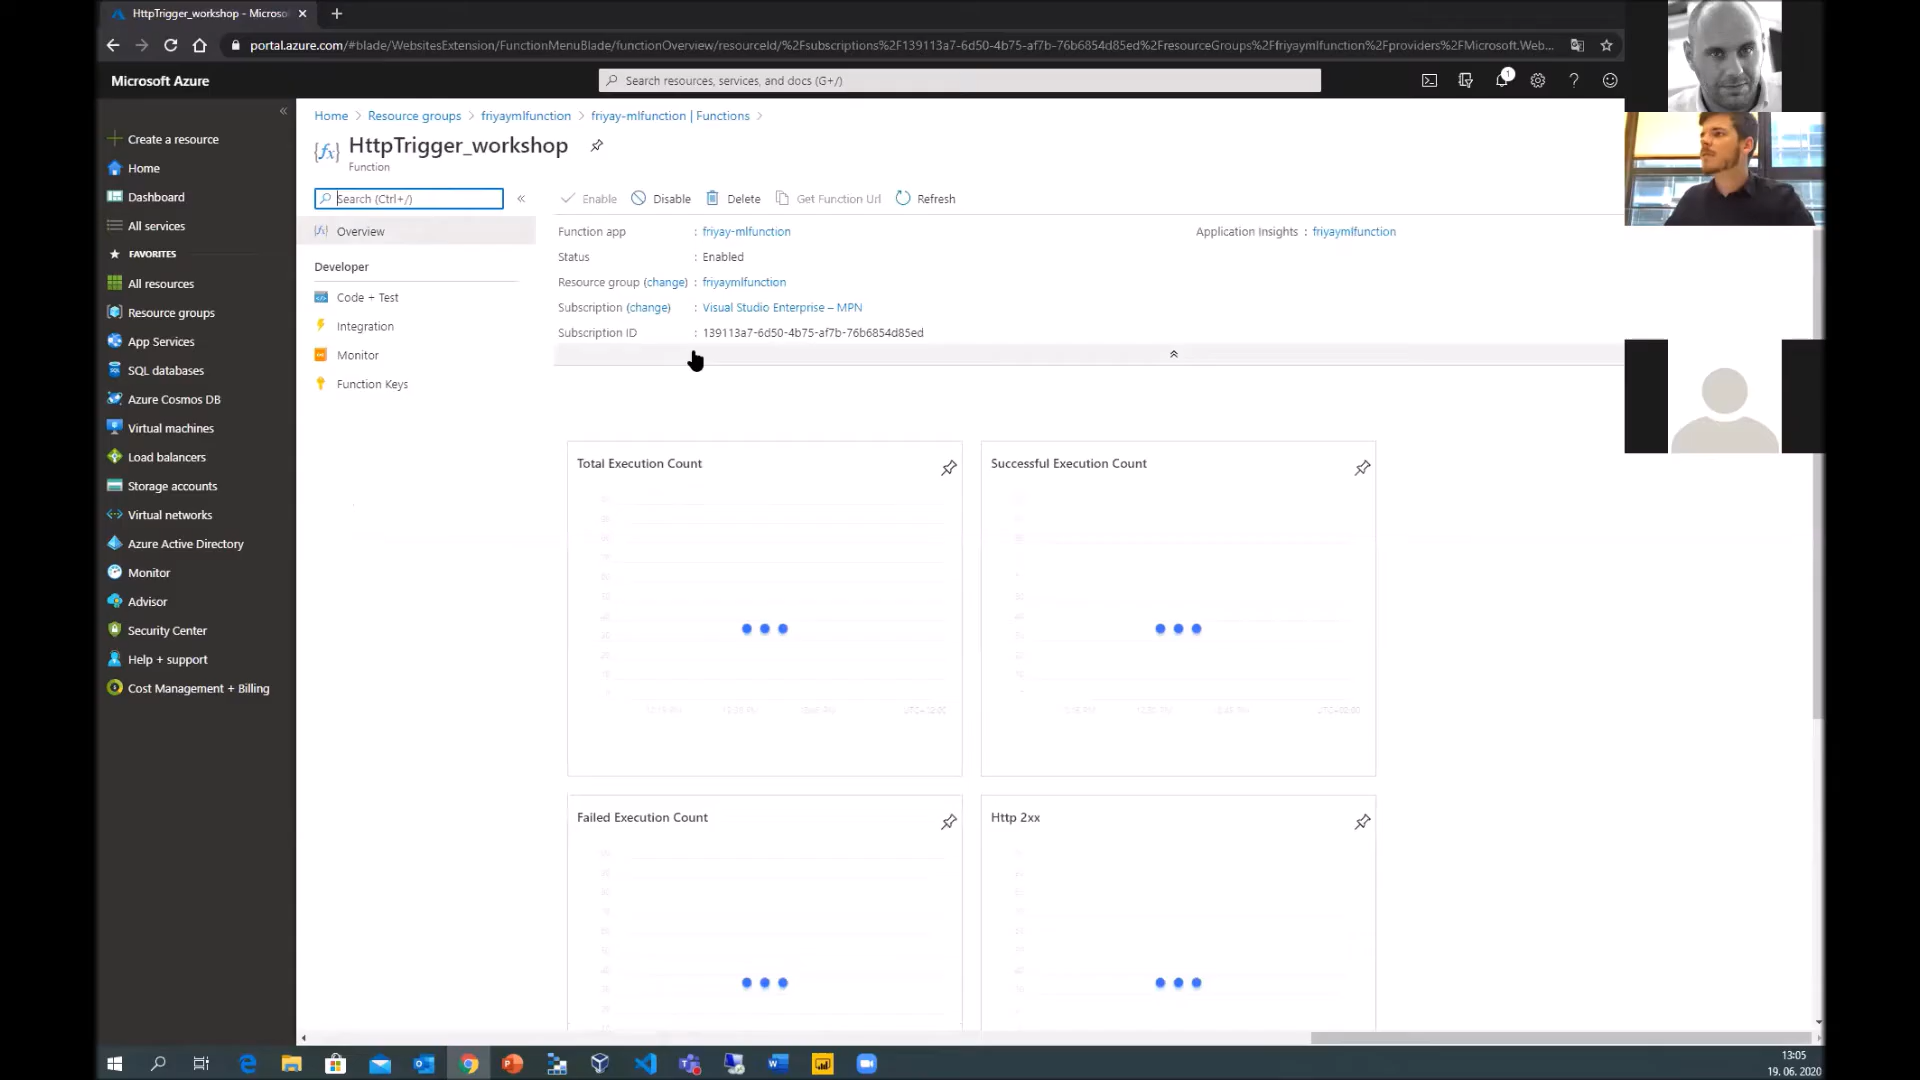 HttpTrigger_workshop - Microso
portal.azure.com/#blade/WebsitesExtension/FunctionMenuBlade/functionOverview/resourceId/%2Fsubscriptions%2F139113a7-6d50-4b75-af7b-76b6854d85ed%2FresourceGroups%2Ffriyaymlfunction%2Fproviders%2FMicrosoft.Web...
Microsoft Azure
Search resources, services, and docs (G+/)
1
Create a resource
Home
Dashboard
All services
FAVORITES
All resources
Resource groups
App Services
SQL databases
Azure Cosmos DB
Virtual machines
Load balancers
Storage accounts
Virtual networks
Azure Active Directory
Monitor
Advisor
Security Center
Help + support
Cost Management + Billing
Home > Resource groups > friyaymlfunction > friyay-mlfunction | Functions >
HttpTrigger_workshop
Function
Search (Ctrl+/)
Overview
Developer
Code + Test
Integration
Monitor
Function Keys
Enable Disable Delete Get Function Url Refresh
Function app : friyay-mlfunction
Application Insights : friyaymlfunction
Status : Enabled
Resource group (change) : friyaymlfunction
Subscription (change) : Visual Studio Enterprise – MPN
Subscription ID : 139113a7-6d50-4b75-af7b-76b6854d85ed
Total Execution Count
Successful Execution Count
Failed Execution Count
Http 2xx
13:05
19. 06. 2020